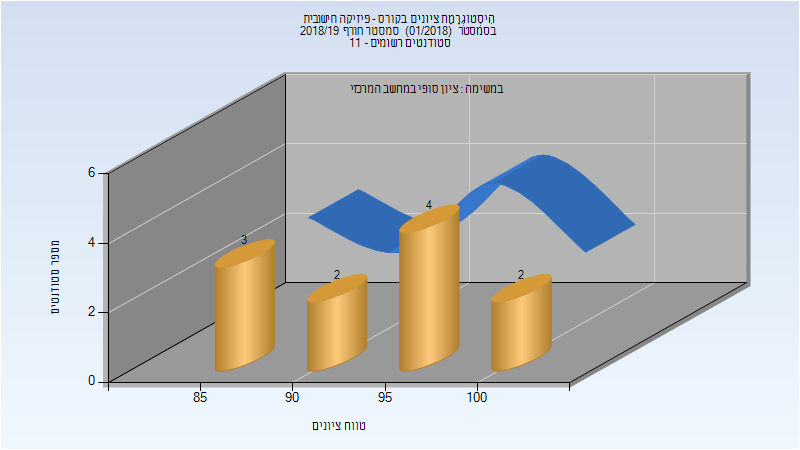 היסטוגרמת ציונים בקורס - פיזיקה חישובית
בסמסטר (01/2018) סמסטר חורף 2018/19
סטודנטים רשומים - 11
במשימה : ציון סופי במחשב המרכזי
6
4
2
0
מספר סטודנטים
3
2
4
2
85
90
95
100
טווח ציונים